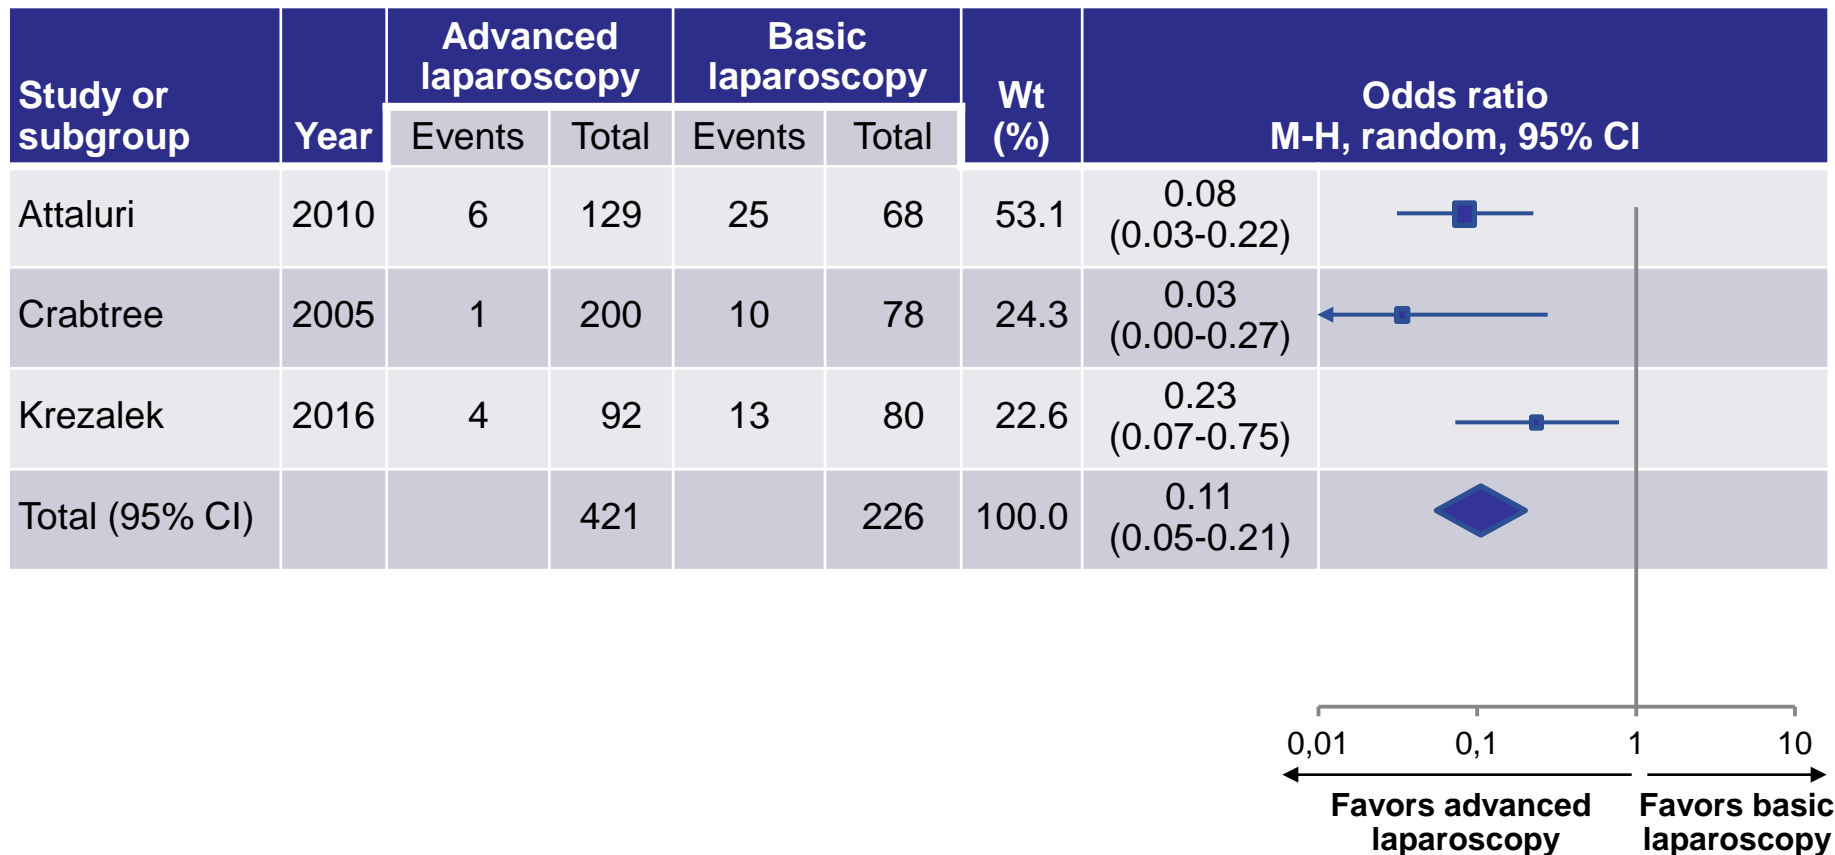 Study or
subgroup
Year
Advanced
laparoscopy
Basic
laparoscopy
Wt
(%)
Odds ratio
M-H, random, 95% CI
Events Total Events Total
Attaluri 2010 6 129 25 68 53.1 0.08
(0.03-0.22)
Crabtree 2005 1 200 10 78 24.3 0.03
(0.00-0.27)
Krezalek 2016 4 92 13 80 22.6 0.23
(0.07-0.75)
Total (95% CI) 421 226 100.0 0.11
(0.05-0.21)
0,01 0,1 1 10
Favors advanced
laparoscopy
Favors basic
laparoscopy